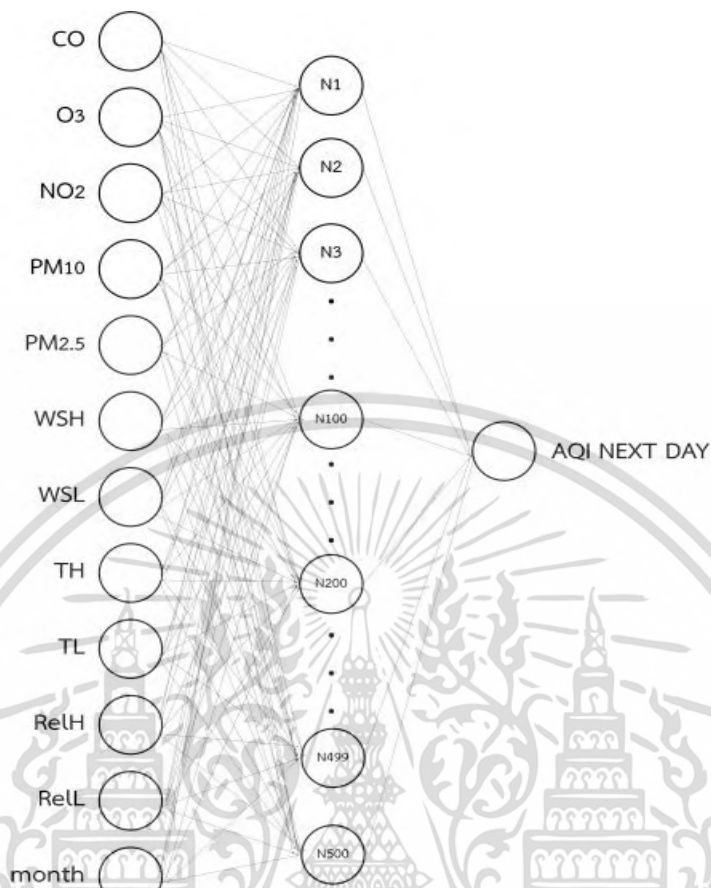 CO
O3
NO2
PM10
PM2.5
WSH
WSL
TH
TL
RelH
RelL
month
N1
N2
N3
N100
N200
N499
N500
AQI NEXT DAY